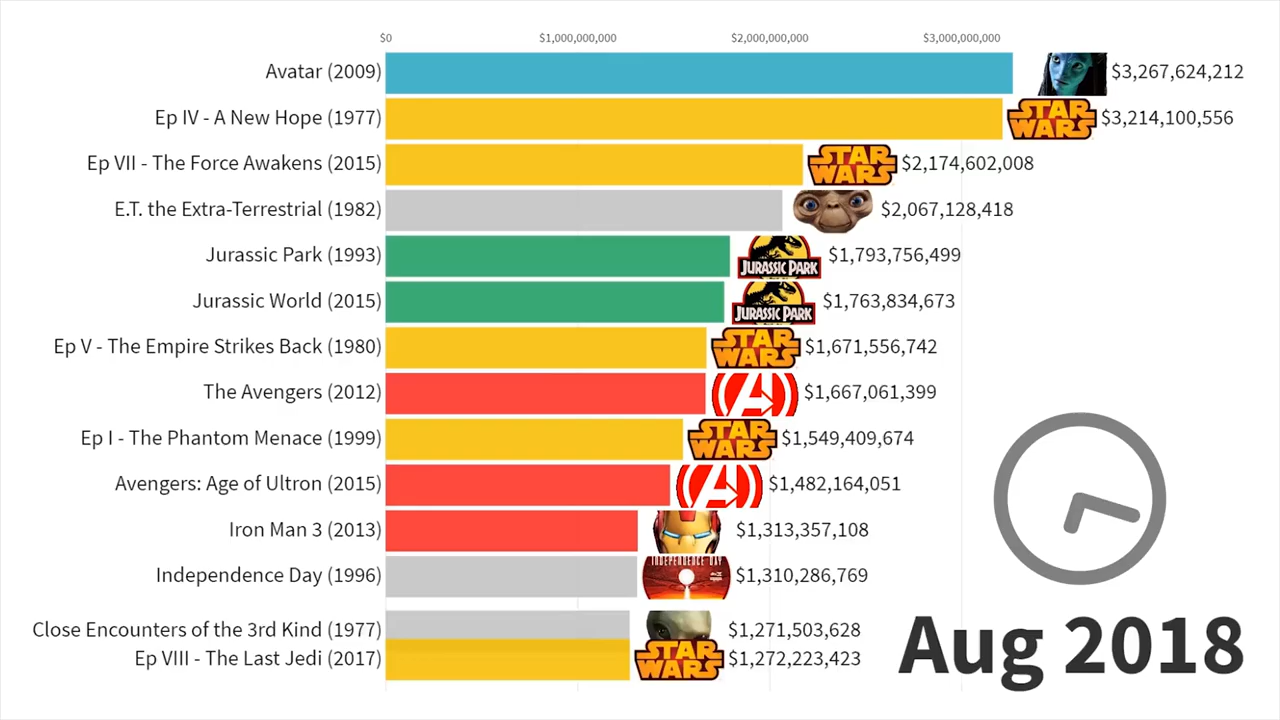 $0 $1,000,000,000 $2,000,000,000 $3,000,000,000
Avatar (2009) $3,267,624,212
Ep IV - A New Hope (1977) STAR WARS $3,214,100,556
Ep VII - The Force Awakens (2015) STAR WARS $2,174,602,008
E.T. the Extra-Terrestrial (1982) $2,067,128,418
Jurassic Park (1993) JURASSIC PARK $1,793,756,499
Jurassic World (2015) JURASSIC PARK $1,763,834,673
Ep V - The Empire Strikes Back (1980) STAR WARS $1,671,556,742
The Avengers (2012) A $1,667,061,399
Ep I - The Phantom Menace (1999) STAR WARS $1,549,409,674
Avengers: Age of Ultron (2015) A $1,482,164,051
Iron Man 3 (2013) $1,313,357,108
Independence Day (1996) INDEPENDENCE DAY $1,310,286,769
Close Encounters of the 3rd Kind (1977) $1,271,503,628
Ep VIII - The Last Jedi (2017) STAR WARS $1,272,223,423
Aug 2018